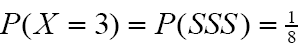 P(X = 3) = P(SSS) = 1/8